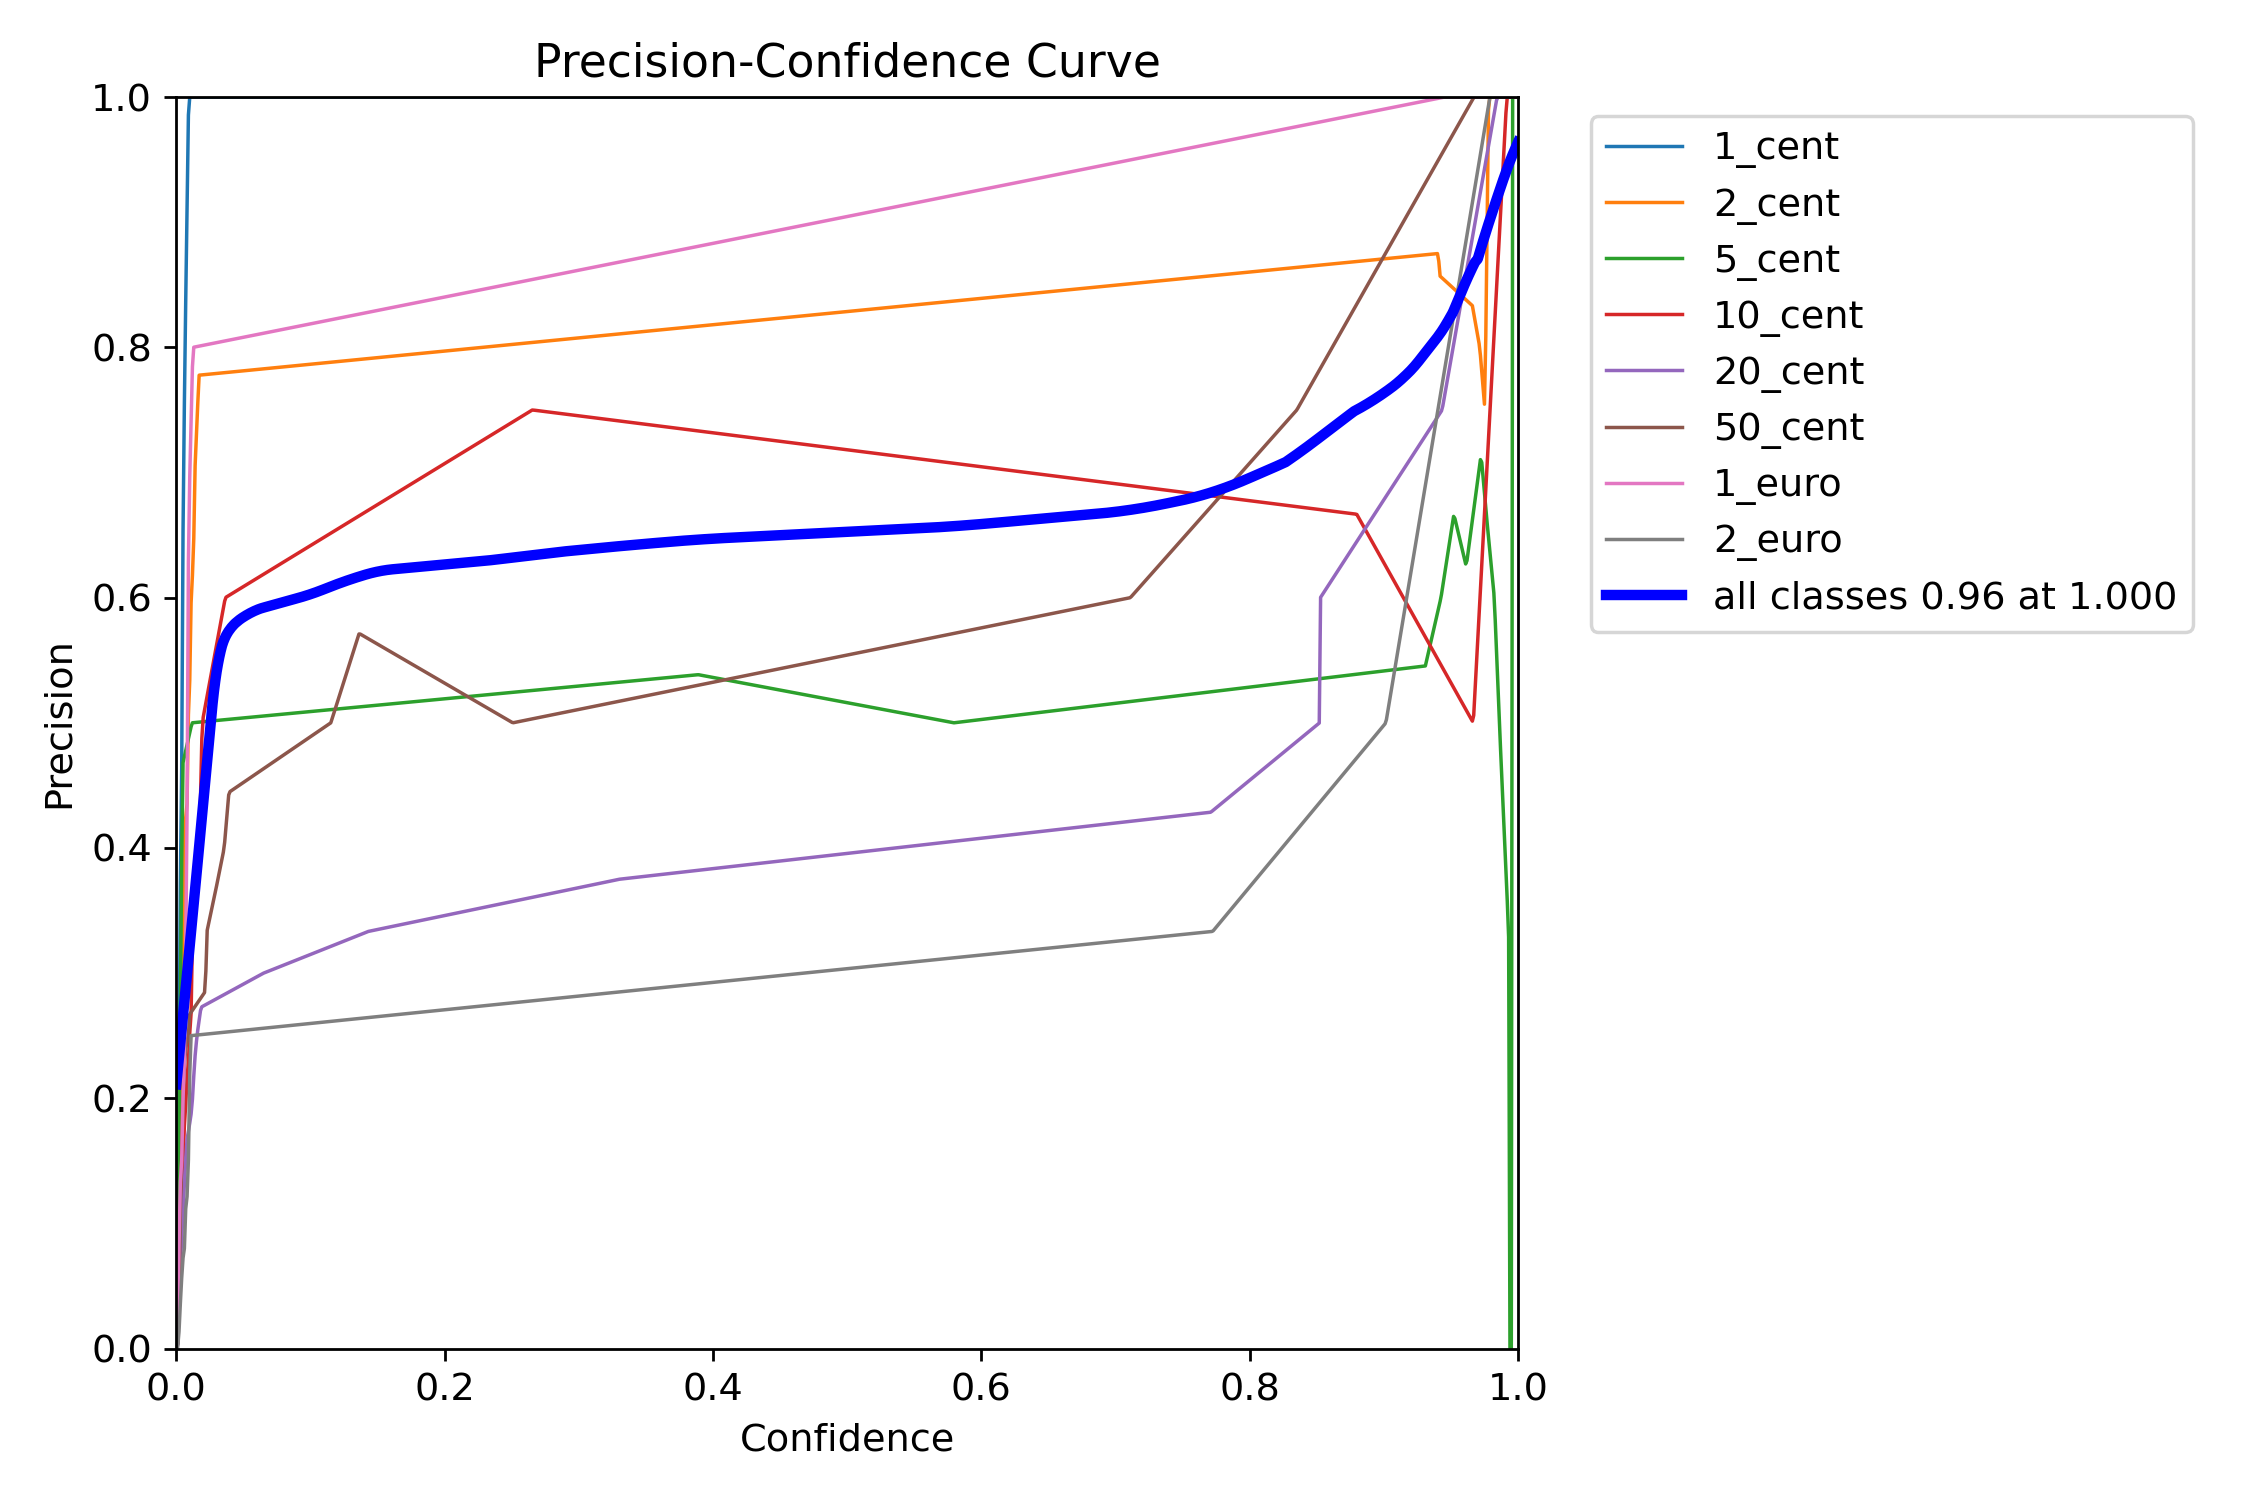 Precision-Confidence Curve
1.0
0.8
0.6
0.4
0.2
0.0
Precision
0.0 0.2 0.4 0.6 0.8 1.0
Confidence
1_cent
2_cent
5_cent
10_cent
20_cent
50_cent
1_euro
2_euro
all classes 0.96 at 1.000